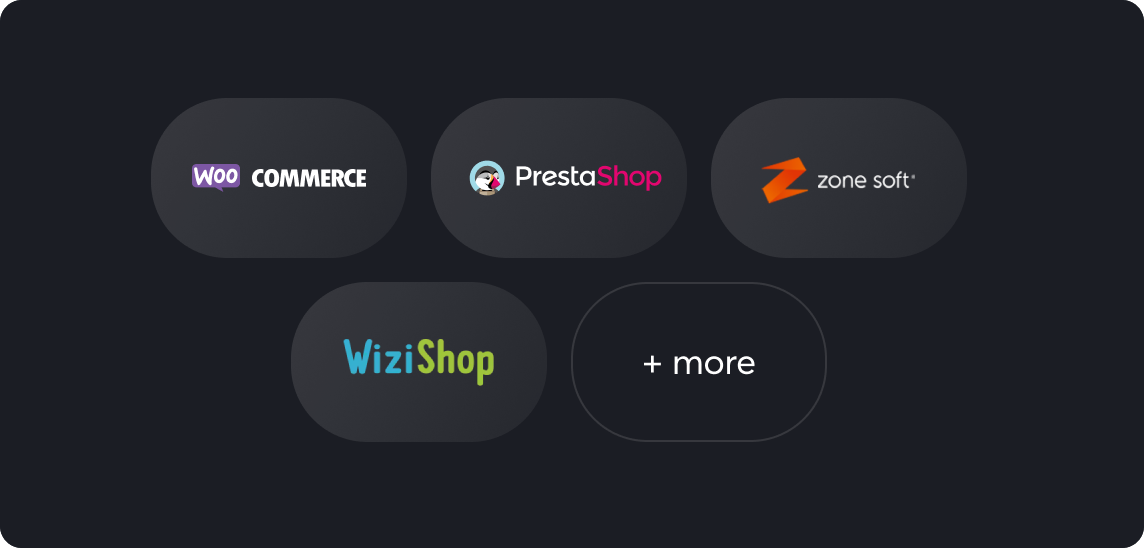 WOO COMMERCE
PrestaShop
zone soft®
WiziShop
+ more